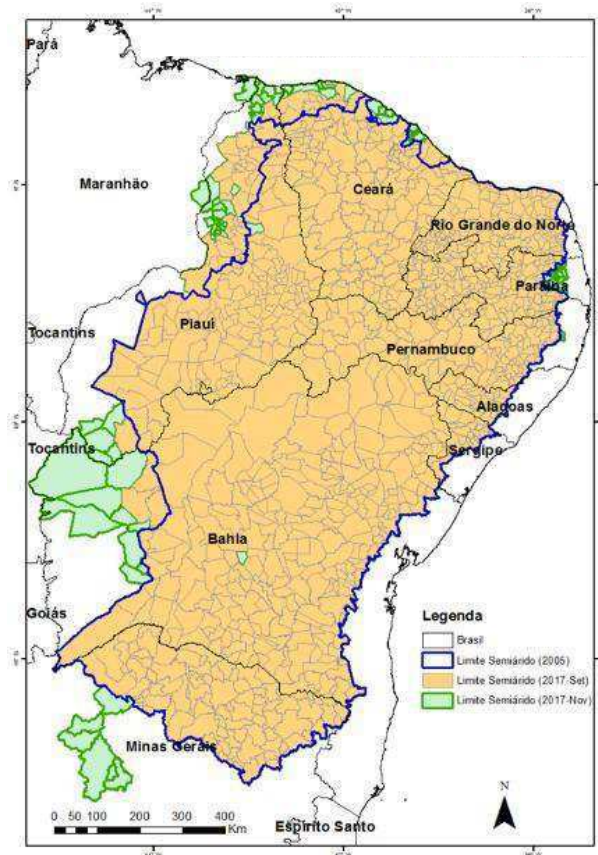 Pará
Maranhão
Ceará
Rio Grande do Norte
Paraíba
Tocantins
Piauí
Pernambuco
Alagoas
Tocantins
Sergipe
Bahia
Goiás
Legenda
Brasil
Limite Semiárido (2005)
Limite Semiárido (2017-Set)
Limite Semiárido (2017-Nov)
Minas Gerais
N
0 50 100 200 300 400
Km
Espírito Santo